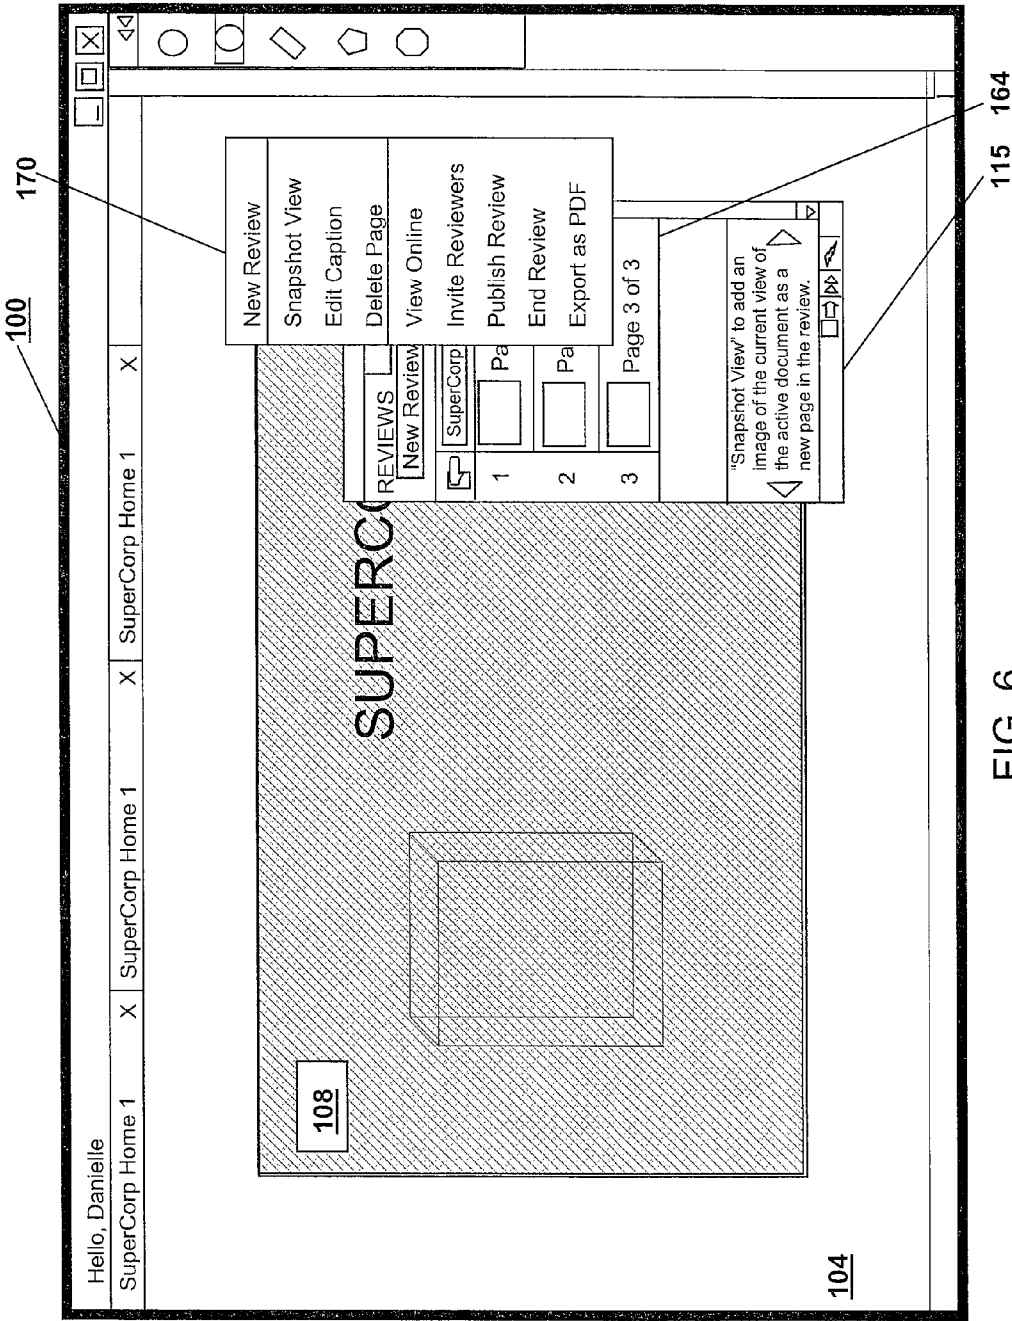 100
170
Hello, Danielle
SuperCorp Home 1 X
SuperCorp Home 1 X
SuperCorp Home 1 X
108
SUPERCO
REVIEWS
New Review
SuperCorp
1 Pa
2 Pa
3 Page 3 of 3
New Review
Snapshot View
Edit Caption
Delete Page
View Online
Invite Reviewers
Publish Review
End Review
Export as PDF
"Snapshot View" to add an
image of the current view of
the active document as a
new page in the review.
104
115
164
FIG. 6